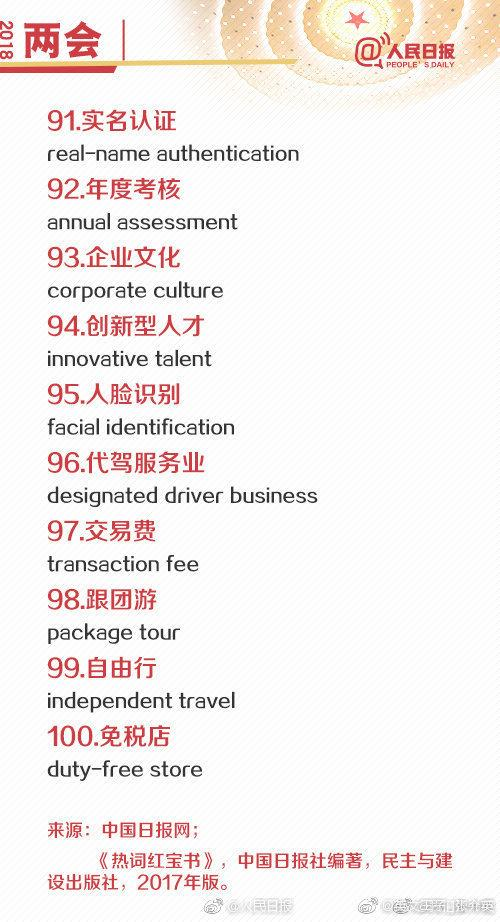 2018
两会
@人民日报
PEOPLE'S DAILY
91.实名认证
real-name authentication
92.年度考核
annual assessment
93.企业文化
corporate culture
94.创新型人才
innovative talent
95.人脸识别
facial identification
96.代驾服务业
designated driver business
97.交易费
transaction fee
98.跟团游
package tour
99.自由行
independent travel
100.免税店
duty-free store
来源：中国日报网；
《热词红宝书》，中国日报社编著，民主与建
设出版社，2017年版。
@人民日报